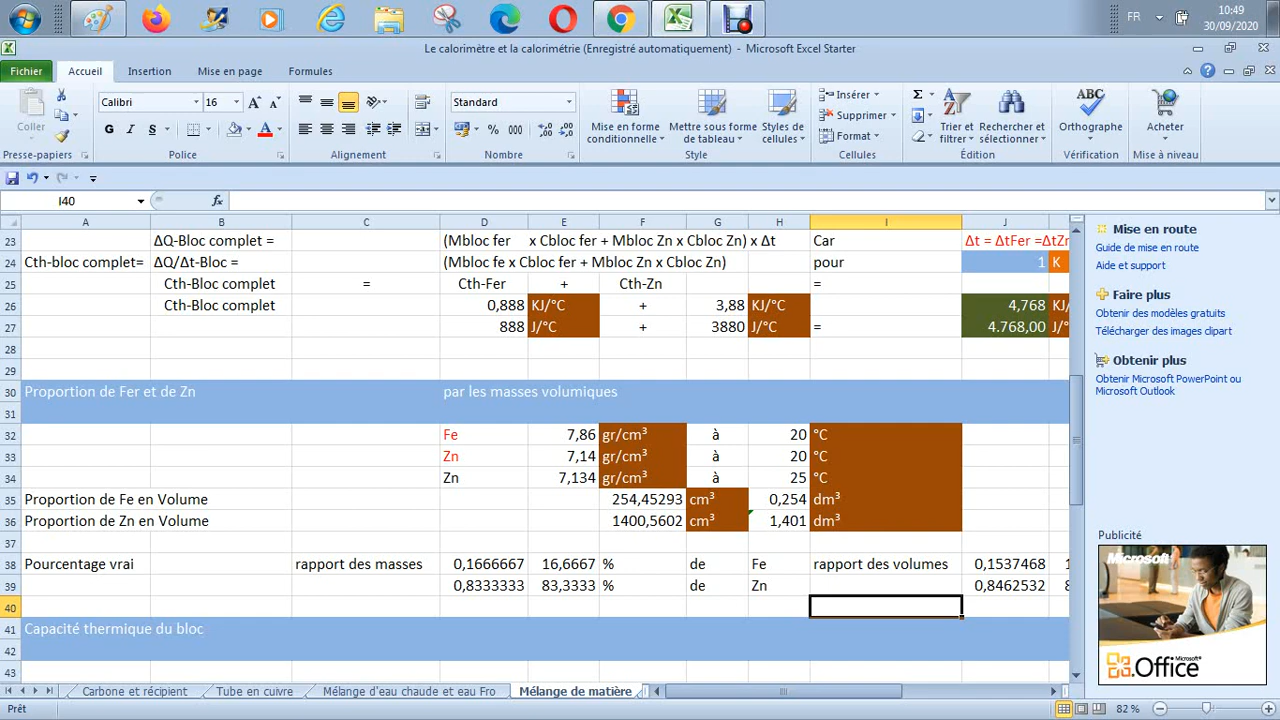 FR
10:49
30/09/2020
Le calorimètre et la calorimétrie (Enregistré automatiquement) - Microsoft Excel Starter
Fichier Accueil Insertion Mise en page Formules
Coller
Calibri 16
G I S
Standard
% 000
Mise en forme conditionnelle
Mettre sous forme de tableau
Styles de cellules
Insérer
Supprimer
Format
Trier et filtrer
Rechercher et sélectionner
ABC
Orthographe
Acheter
Presse-papiers Police Alignement Nombre Style Cellules Édition Vérification Mise à niveau
I40 fx
A B C D E F G H I J
23 ΔQ-Bloc complet = (Mbloc fer x Cbloc fer + Mbloc Zn x Cbloc Zn) x Δt Car Δt = ΔtFer =ΔtZn
24 Cth-bloc complet= ΔQ/Δt-Bloc = (Mbloc fe x Cbloc fer + Mbloc Zn x Cbloc Zn) pour 1 K
25 Cth-Bloc complet = Cth-Fer + Cth-Zn =
26 Cth-Bloc complet 0,888 KJ/°C + 3,88 KJ/°C 4,768 KJ/
27 888 J/°C + 3880 J/°C = 4.768,00 J/°
28
29
30 Proportion de Fer et de Zn par les masses volumiques
31
32 Fe 7,86 gr/cm³ à 20 °C
33 Zn 7,14 gr/cm³ à 20 °C
34 Zn 7,134 gr/cm³ à 25 °C
35 Proportion de Fe en Volume 254,45293 cm³ 0,254 dm³
36 Proportion de Zn en Volume 1400,5602 cm³ 1,401 dm³
37
38 Pourcentage vrai rapport des masses 0,1666667 16,6667 % de Fe rapport des volumes 0,1537468 1
39 0,8333333 83,3333 % de Zn 0,8462532 8
40
41 Capacité thermique du bloc
42
43
Mise en route
Guide de mise en route
Aide et support
Faire plus
Obtenir des modèles gratuits
Télécharger des images clipart
Obtenir plus
Obtenir Microsoft PowerPoint ou
Microsoft Outlook
Publicité
Microsoft
Microsoft
Office
Carbone et récipient Tube en cuivre Mélange d'eau chaude et eau Fro Mélange de matière
Prêt 82 %